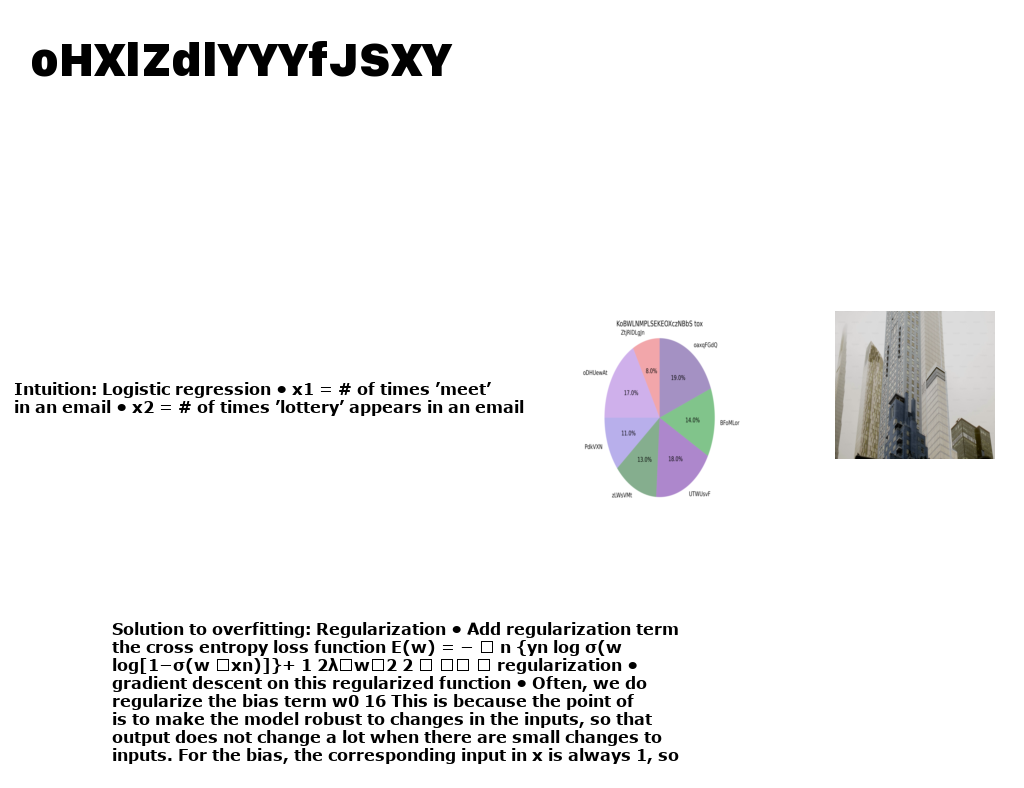 oHXlZdlYYYfJSXY
Intuition: Logistic regression • x1 = # of times ’meet’
in an email • x2 = # of times ’lottery’ appears in an email
KoBWLNMPLSEKEOXczNBbS tox
ZtjRIDLqjn
oaxqFGdQ
oDHUewAt
8.0%
19.0%
17.0%
14.0%
BFoMLor
11.0%
PdkVXN
13.0%
18.0%
zLWsVMt
UTWUsvF
Solution to overfitting: Regularization • Add regularization term
the cross entropy loss function E(w) = − □ n {yn log σ(w
log[1−σ(w □xn)]}+ 1 2λ□w□2 2 □ □□ □ regularization •
gradient descent on this regularized function • Often, we do
regularize the bias term w0 16 This is because the point of
is to make the model robust to changes in the inputs, so that
output does not change a lot when there are small changes to
inputs. For the bias, the corresponding input in x is always 1, so